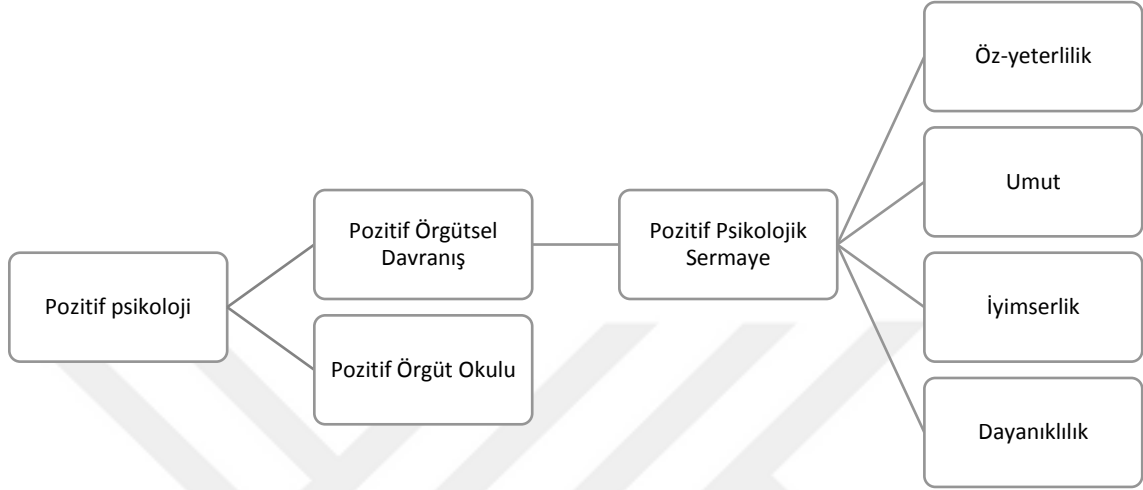 Pozitif psikoloji
Pozitif Örgütsel
Davranış
Pozitif Örgüt Okulu
Pozitif Psikolojik
Sermaye
Öz-yeterlilik
Umut
İyimserlik
Dayanıklılık